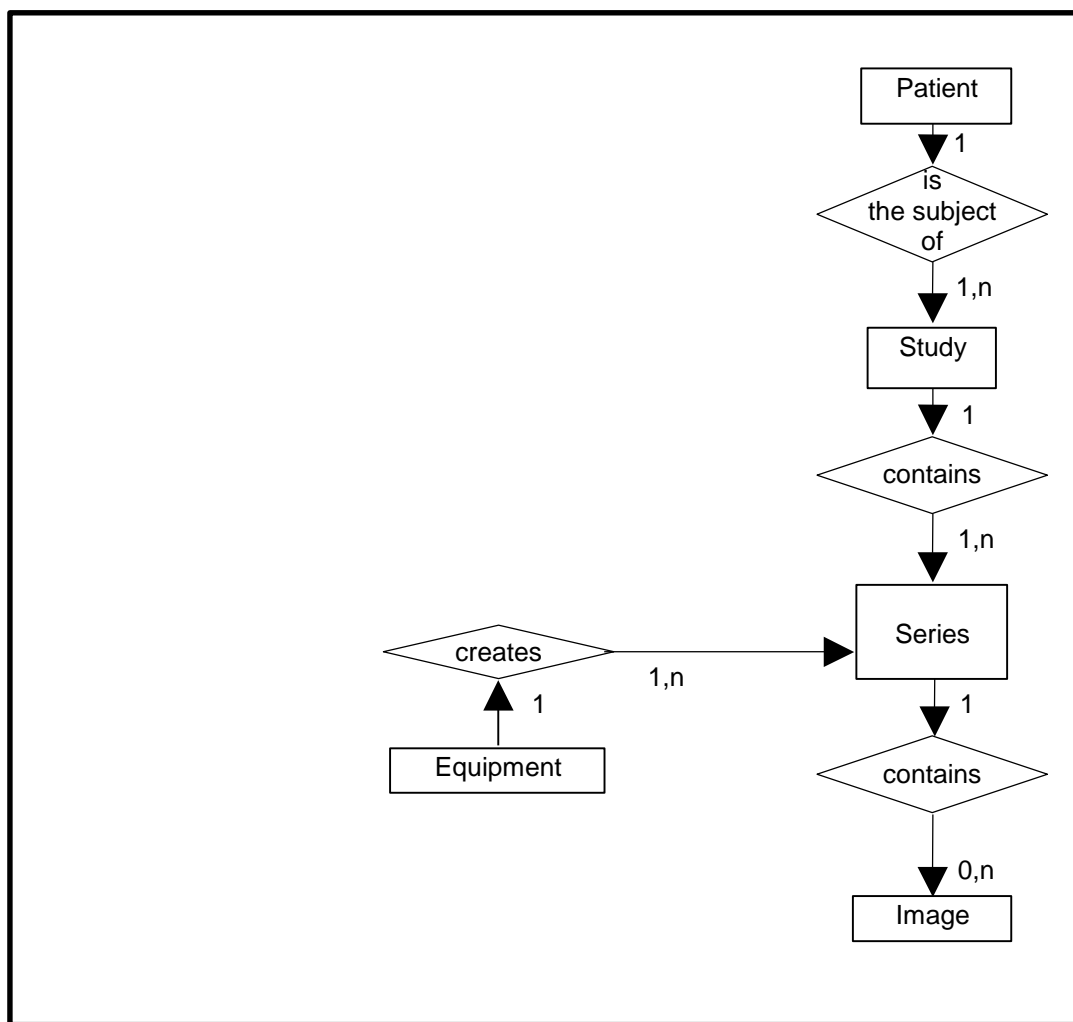 Patient
1
is
the subject
of
1,n
Study
1
contains
1,n
Series
creates
1,n
1
1
Equipment
contains
0,n
Image